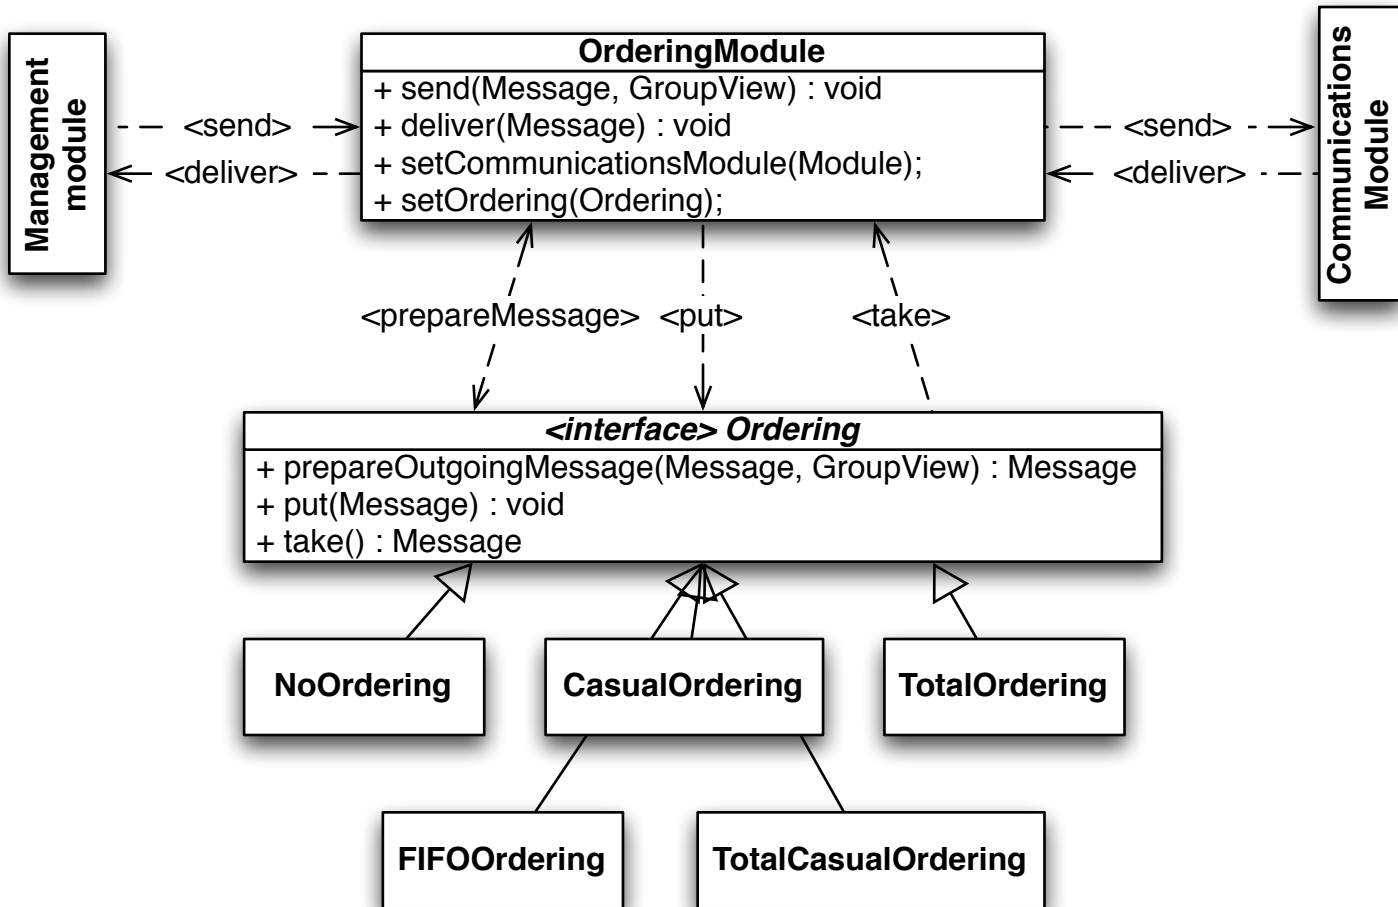 Management
module
<send>
<deliver>
OrderingModule
+ send(Message, GroupView) : void
+ deliver(Message) : void
+ setCommunicationsModule(Module);
+ setOrdering(Ordering);
<send>
<deliver>
Communications
Module
<prepareMessage>
<put>
<take>
<interface> Ordering
+ prepareOutgoingMessage(Message, GroupView) : Message
+ put(Message) : void
+ take() : Message
NoOrdering
CasualOrdering
TotalOrdering
FIFOOrdering
TotalCasualOrdering